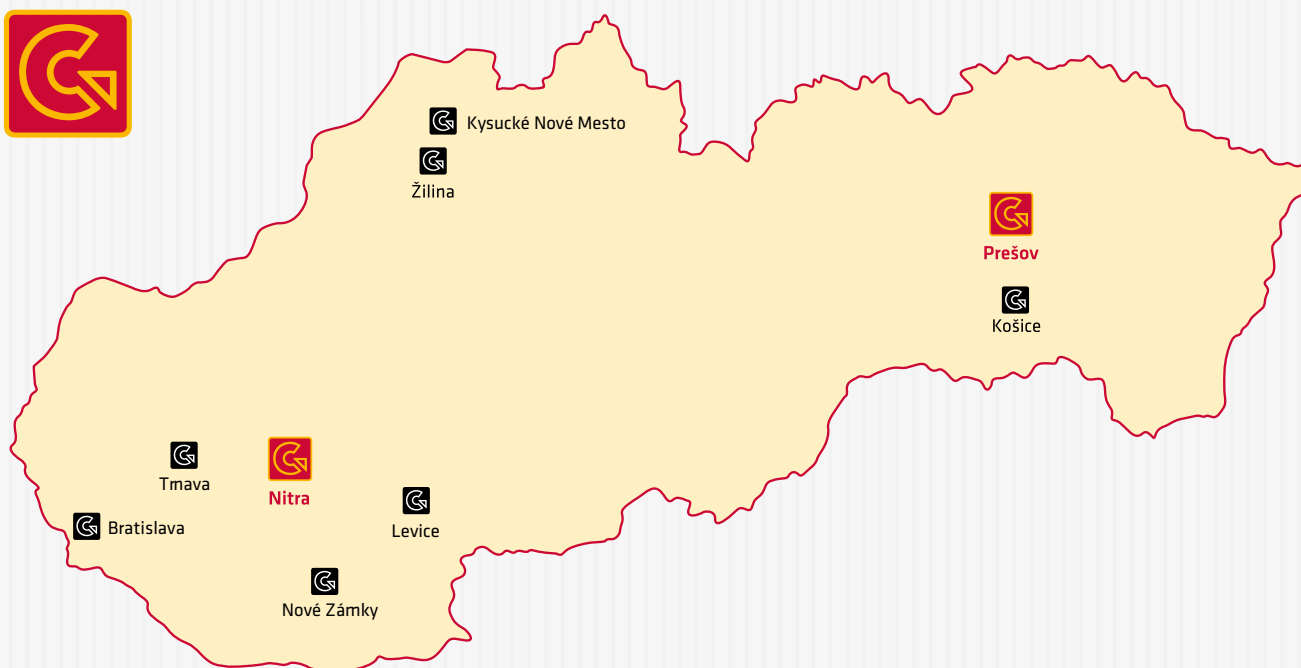 Kysucké Nové Mesto
Žilina
Prešov
Košice
Trnava
Nitra
Levice
Bratislava
Nové Zámky